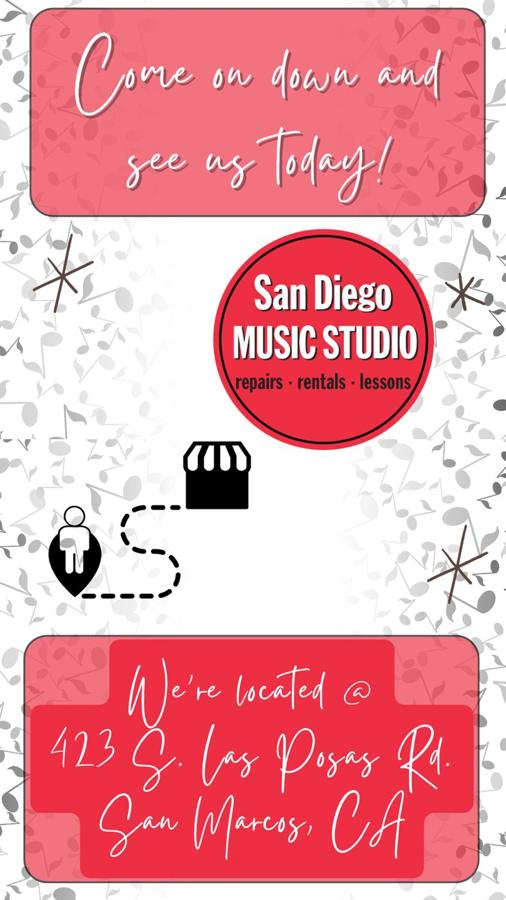 Come on down and
see us today!
San Diego
MUSIC STUDIO
repairs · rentals · lessons
We're located @
423 S. Las Posas Rd.
San Marcos, CA